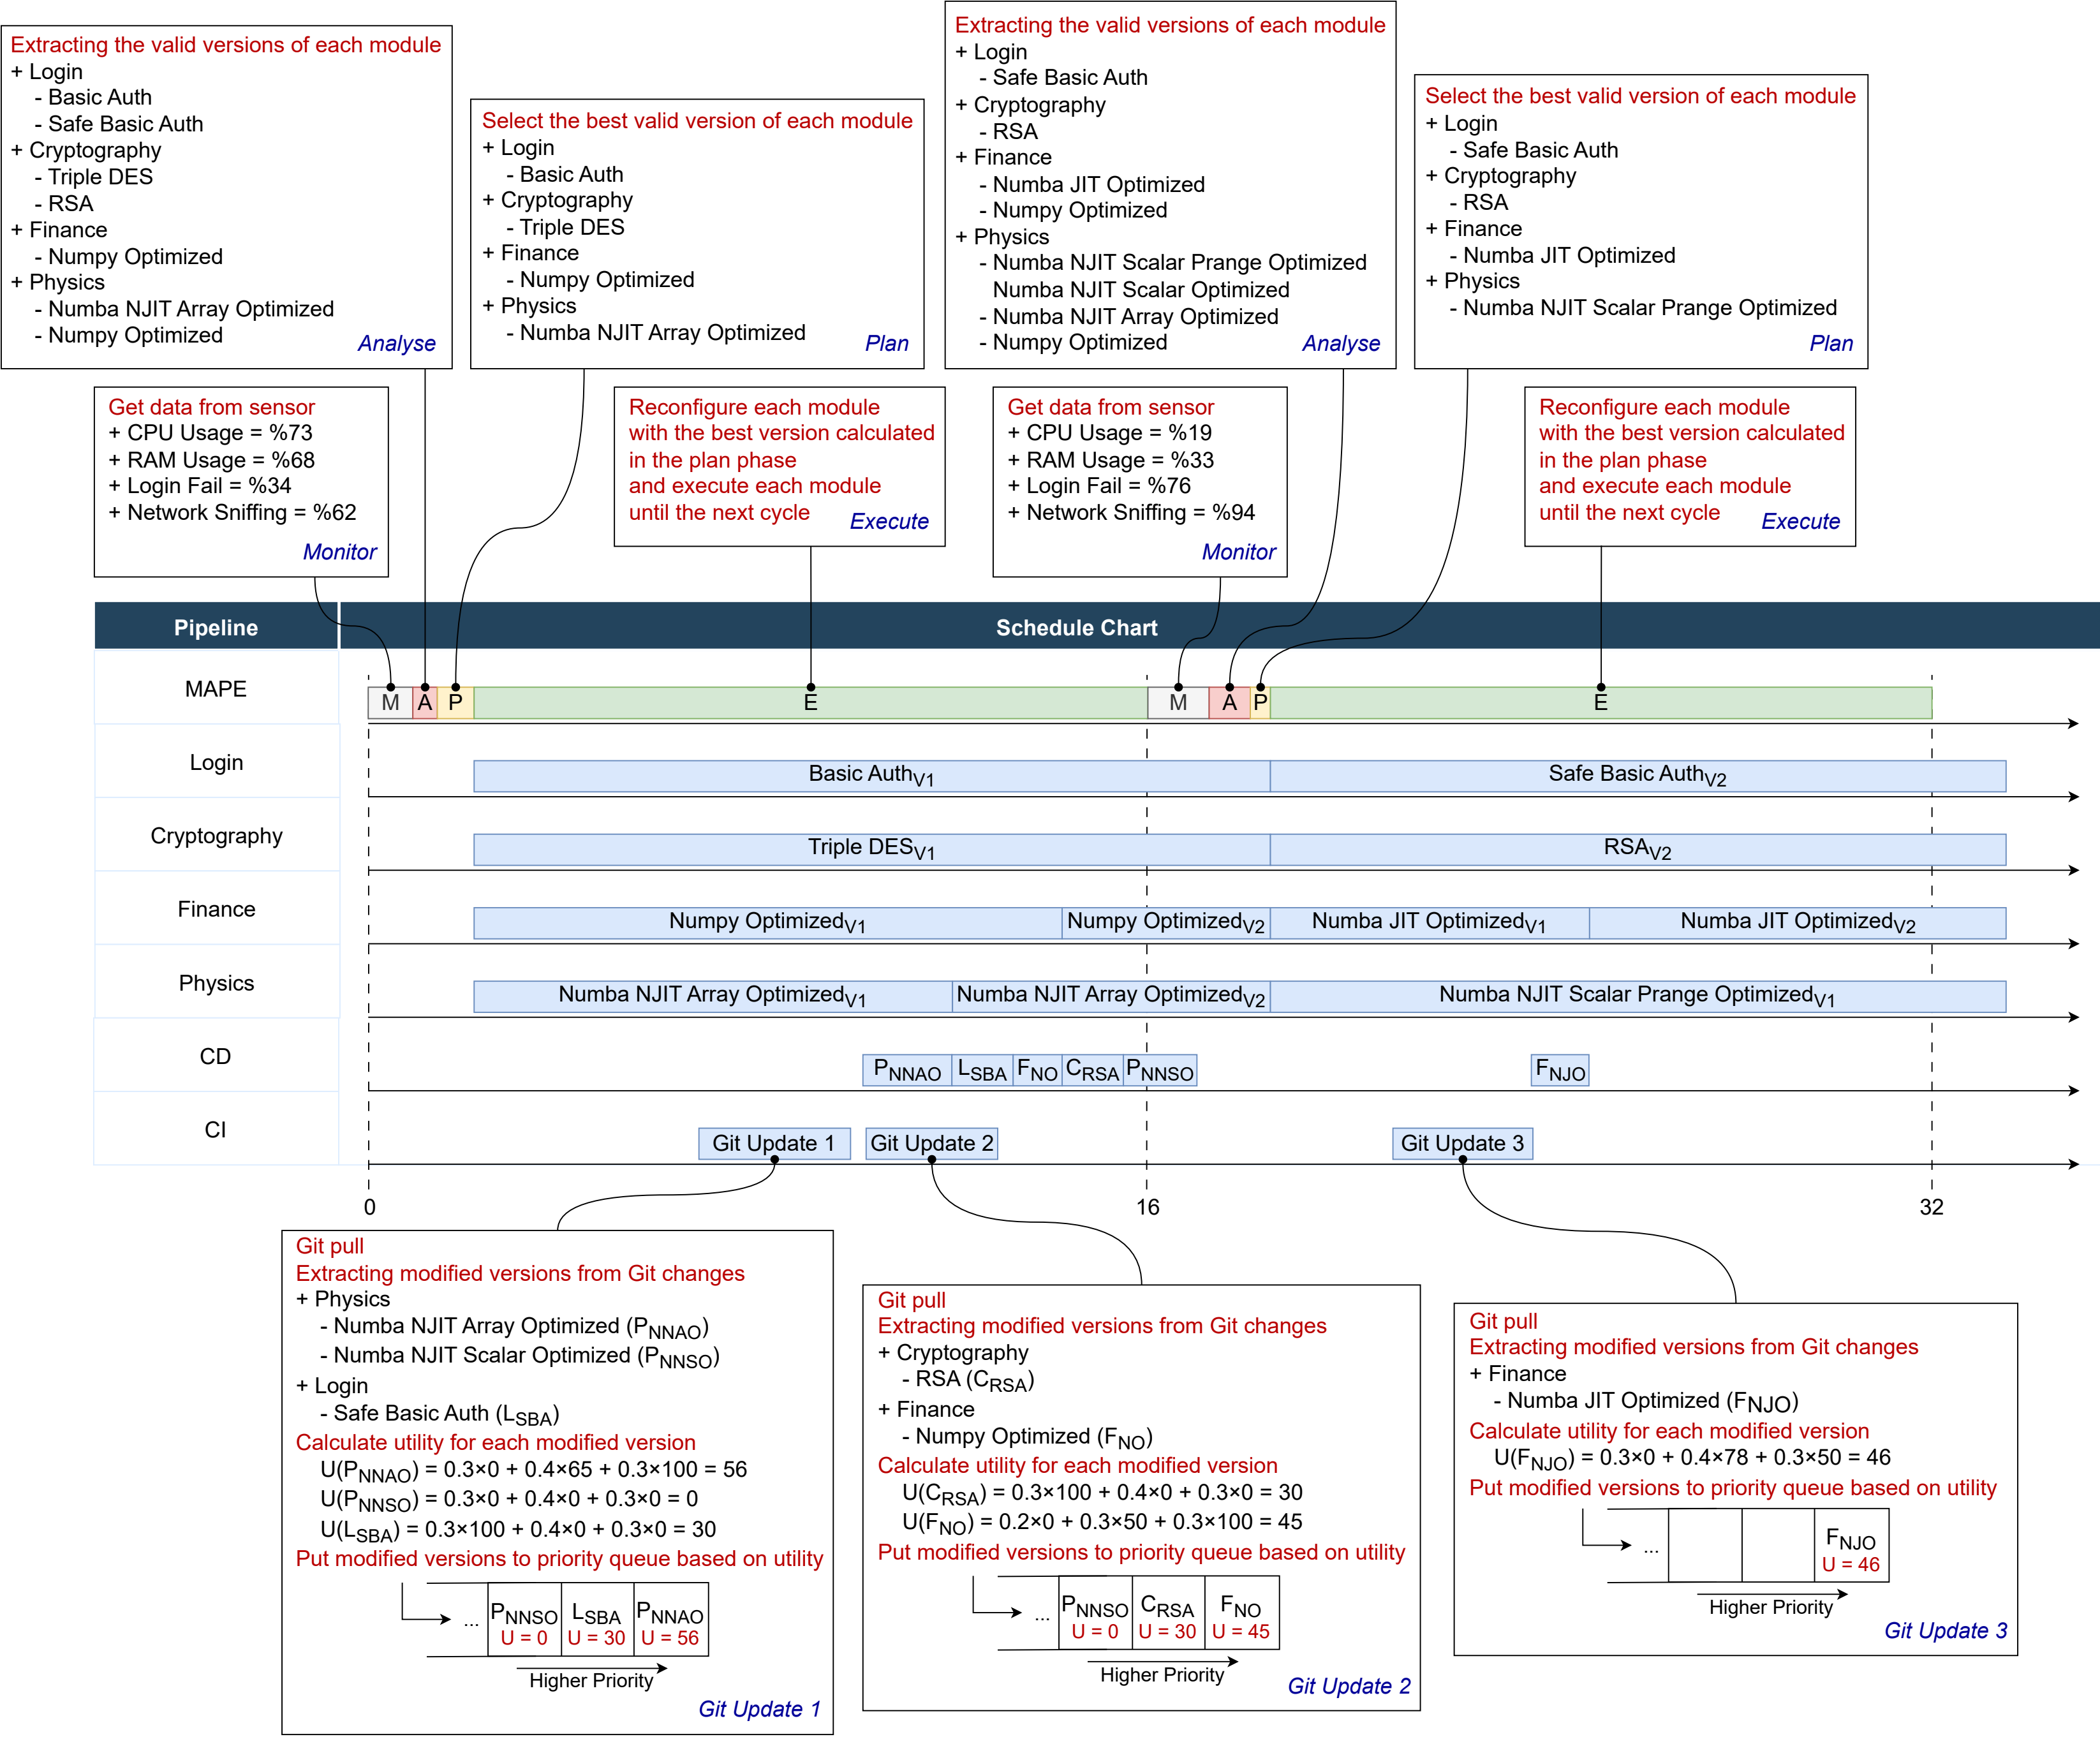 Extracting the valid versions of each module
+ Login
- Basic Auth
- Safe Basic Auth
+ Cryptography
- Triple DES
- RSA
+ Finance
- Numpy Optimized
+ Physics
- Numba NJIT Array Optimized
- Numpy Optimized
Analyse
Select the best valid version of each module
+ Login
- Basic Auth
+ Cryptography
- Triple DES
+ Finance
- Numpy Optimized
+ Physics
- Numba NJIT Array Optimized
Plan
Extracting the valid versions of each module
+ Login
- Safe Basic Auth
+ Cryptography
- RSA
+ Finance
- Numba JIT Optimized
- Numpy Optimized
+ Physics
- Numba NJIT Scalar Prange Optimized
Numba NJIT Scalar Optimized
- Numba NJIT Array Optimized
- Numpy Optimized
Analyse
Select the best valid version of each module
+ Login
- Safe Basic Auth
+ Cryptography
- RSA
+ Finance
- Numba JIT Optimized
+ Physics
- Numba NJIT Scalar Prange Optimized
Plan
Get data from sensor
+ CPU Usage = %73
+ RAM Usage = %68
+ Login Fail = %34
+ Network Sniffing = %62
Monitor
Reconfigure each module
with the best version calculated
in the plan phase
and execute each module
until the next cycle
Execute
Get data from sensor
+ CPU Usage = %19
+ RAM Usage = %33
+ Login Fail = %76
+ Network Sniffing = %94
Monitor
Reconfigure each module
with the best version calculated
in the plan phase
and execute each module
until the next cycle
Execute
Pipeline
Schedule Chart
MAPE
M A P E M A P E
Login
Basic AuthV1 Safe Basic AuthV2
Cryptography
Triple DESV1 RSAV2
Finance
Numpy OptimizedV1 Numpy OptimizedV2 Numba JIT OptimizedV1 Numba JIT OptimizedV2
Physics
Numba NJIT Array OptimizedV1 Numba NJIT Array OptimizedV2 Numba NJIT Scalar Prange OptimizedV1
CD
PNNAO LSBA FNO CRSA PNNSO FNJO
CI
Git Update 1 Git Update 2 Git Update 3
0 16 32
Git pull
Extracting modified versions from Git changes
+ Physics
- Numba NJIT Array Optimized (PNNAO)
- Numba NJIT Scalar Optimized (PNNSO)
+ Login
- Safe Basic Auth (LSBA)
Calculate utility for each modified version
U(PNNAO) = 0.3×0 + 0.4×65 + 0.3×100 = 56
U(PNNSO) = 0.3×0 + 0.4×0 + 0.3×0 = 0
U(LSBA) = 0.3×100 + 0.4×0 + 0.3×0 = 30
Put modified versions to priority queue based on utility
... PNNSO LSBA PNNAO
U = 0 U = 30 U = 56
Higher Priority
Git Update 1
Git pull
Extracting modified versions from Git changes
+ Cryptography
- RSA (CRSA)
+ Finance
- Numpy Optimized (FNO)
Calculate utility for each modified version
U(CRSA) = 0.3×100 + 0.4×0 + 0.3×0 = 30
U(FNO) = 0.2×0 + 0.3×50 + 0.3×100 = 45
Put modified versions to priority queue based on utility
... PNNSO CRSA FNO
U = 0 U = 30 U = 45
Higher Priority
Git Update 2
Git pull
Extracting modified versions from Git changes
+ Finance
- Numba JIT Optimized (FNJO)
Calculate utility for each modified version
U(FNJO) = 0.3×0 + 0.4×78 + 0.3×50 = 46
Put modified versions to priority queue based on utility
... FNJO
U = 46
Higher Priority
Git Update 3